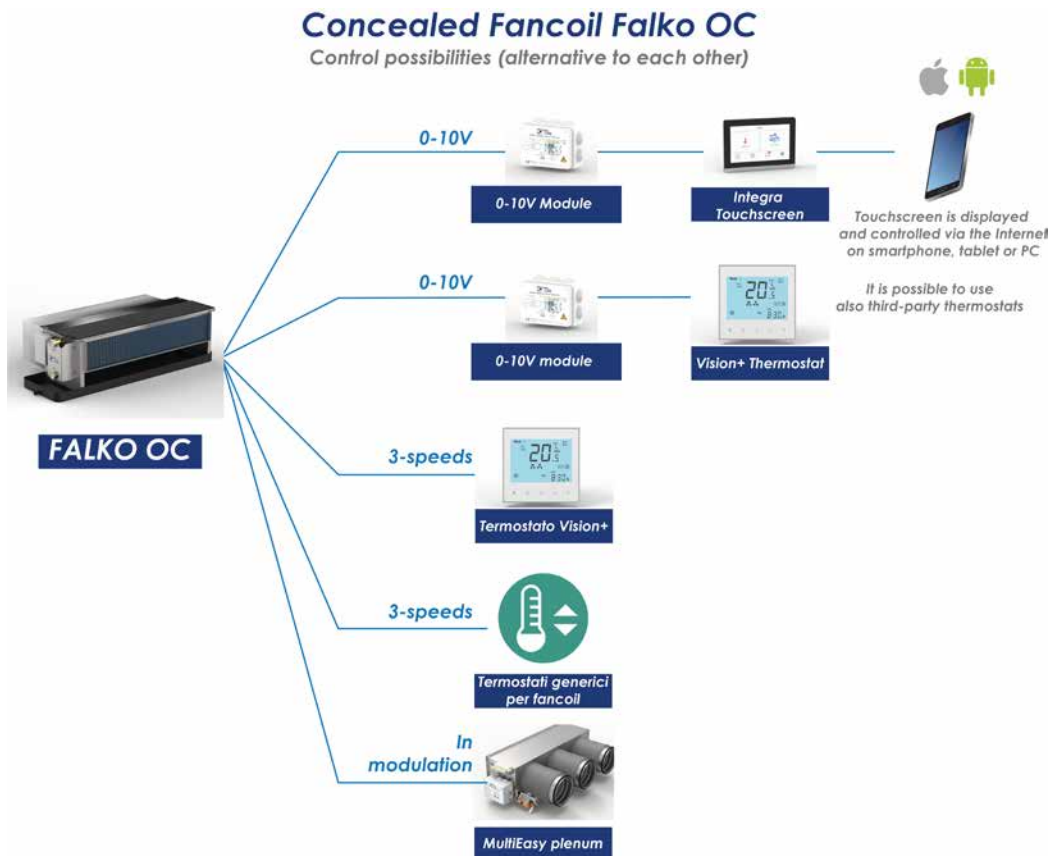 Concealed Fancoil Falko OC
Control possibilities (alternative to each other)
0-10V
0-10V Module
Integra
Touchscreen
Touchscreen is displayed
and controlled via the Internet
on smartphone, tablet or PC
0-10V
0-10V module
Vision+ Thermostat
It is possible to use
also third-party thermostats
FALKO OC
3-speeds
Termostato Vision+
3-speeds
Termostati generici
per fancoil
In
modulation
MultiEasy plenum